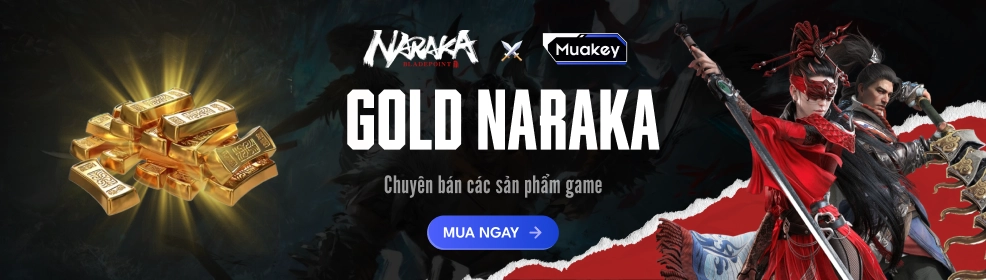 NARAKA
BLADEPOINT
Muakey
GOLD NARAKA
Chuyên bán các sản phẩm game
MUA NGAY